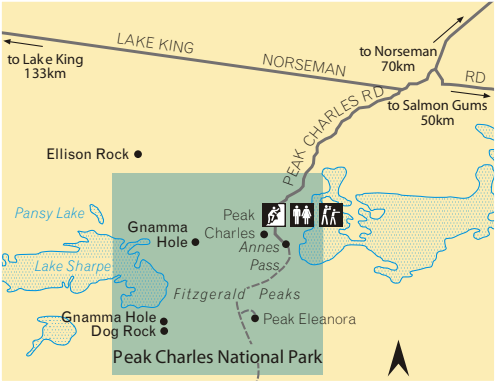 LAKE KING
to Norseman
70km
to Lake King
133km
NORSEMAN
RD
to Salmon Gums
50km
PEAK CHARLES RD
Ellison Rock
Pansy Lake
Peak
Charles
Gnamma
Hole
Annes
Pass
Lake Sharpe
Fitzgerald Peaks
Gnamma Hole
Dog Rock
Peak Eleanora
Peak Charles National Park